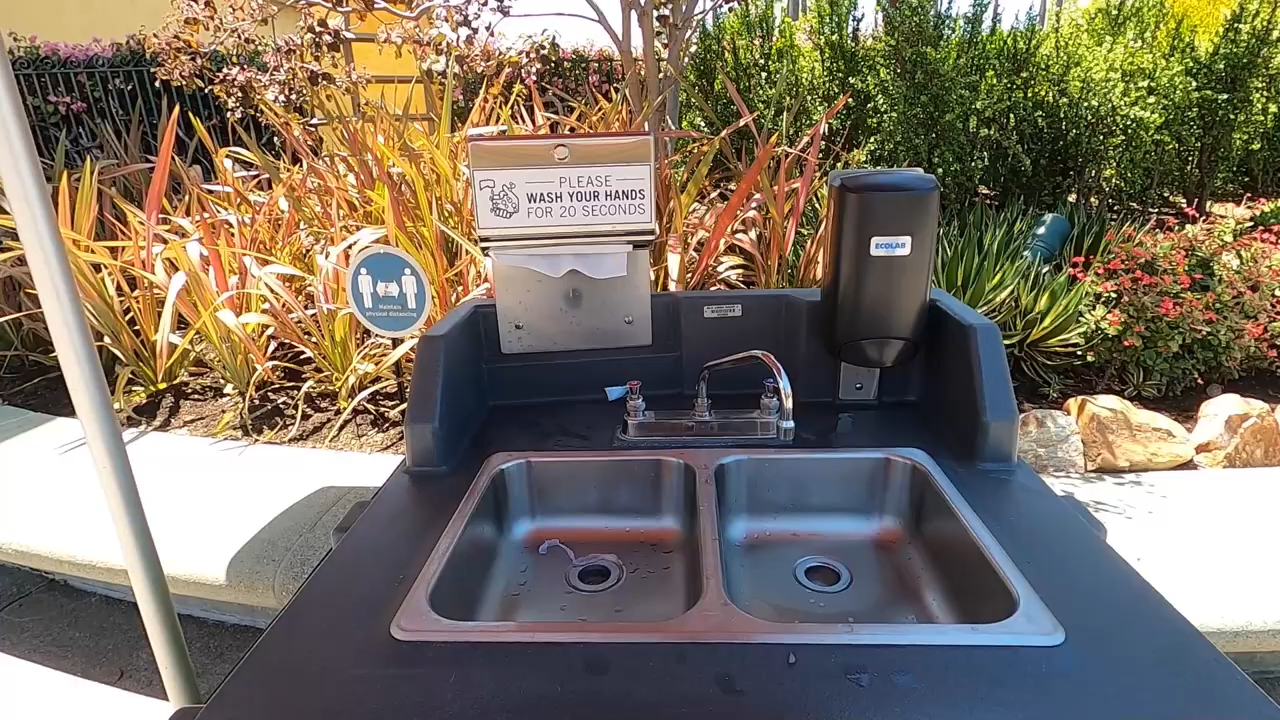 PLEASE
WASH YOUR HANDS
FOR 20 SECONDS
ECOLAB
Maintain
physical distancing